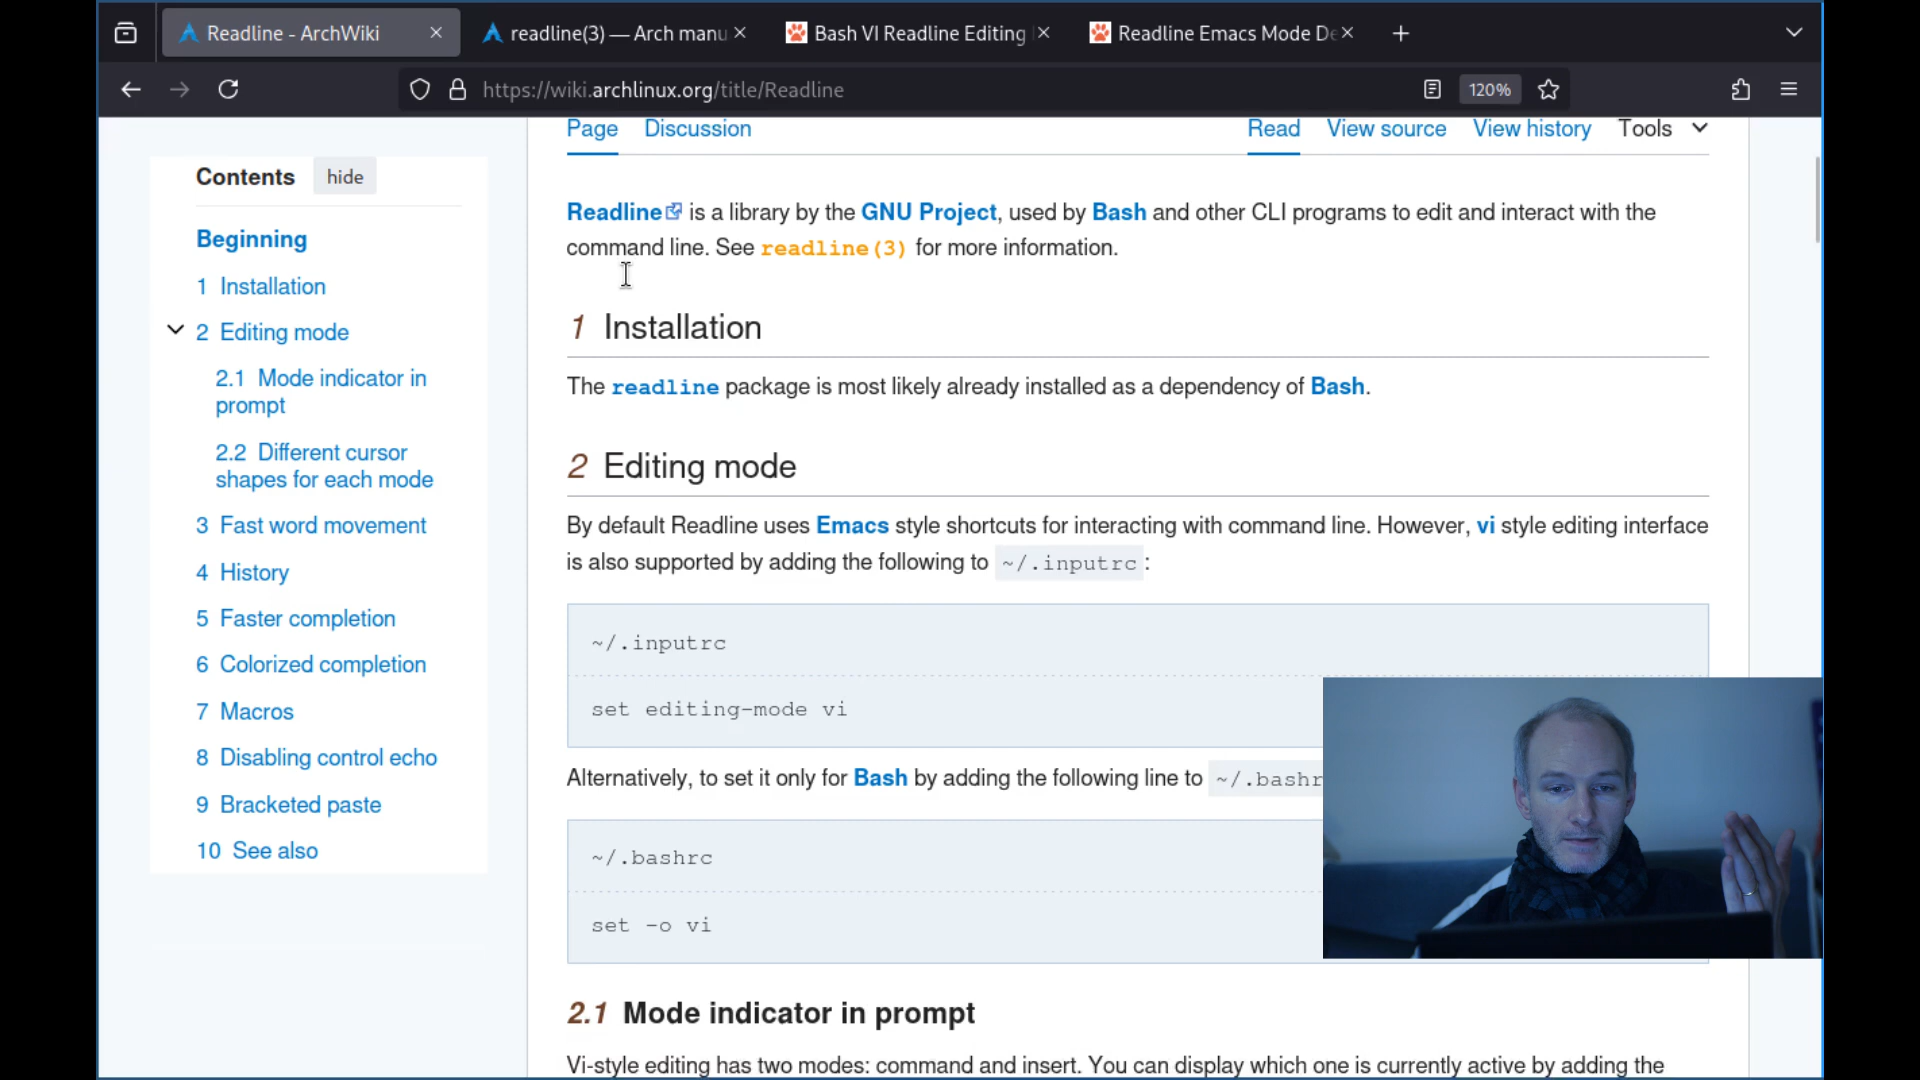 Readline - ArchWiki
readline(3) — Arch manu
Bash VI Readline Editing
Readline Emacs Mode De
https://wiki.archlinux.org/title/Readline
120%
Page Discussion
Read View source View history Tools
Contents hide
Beginning
1 Installation
2 Editing mode
2.1 Mode indicator in
prompt
2.2 Different cursor
shapes for each mode
3 Fast word movement
4 History
5 Faster completion
6 Colorized completion
7 Macros
8 Disabling control echo
9 Bracketed paste
10 See also
Readline is a library by the GNU Project, used by Bash and other CLI programs to edit and interact with the
command line. See readline(3) for more information.
1 Installation
The readline package is most likely already installed as a dependency of Bash.
2 Editing mode
By default Readline uses Emacs style shortcuts for interacting with command line. However, vi style editing interface
is also supported by adding the following to ~/.inputrc:
~/.inputrc
set editing-mode vi
Alternatively, to set it only for Bash by adding the following line to ~/.bashr
~/.bashrc
set -o vi
2.1 Mode indicator in prompt
Vi-style editing has two modes: command and insert. You can display which one is currently active by adding the